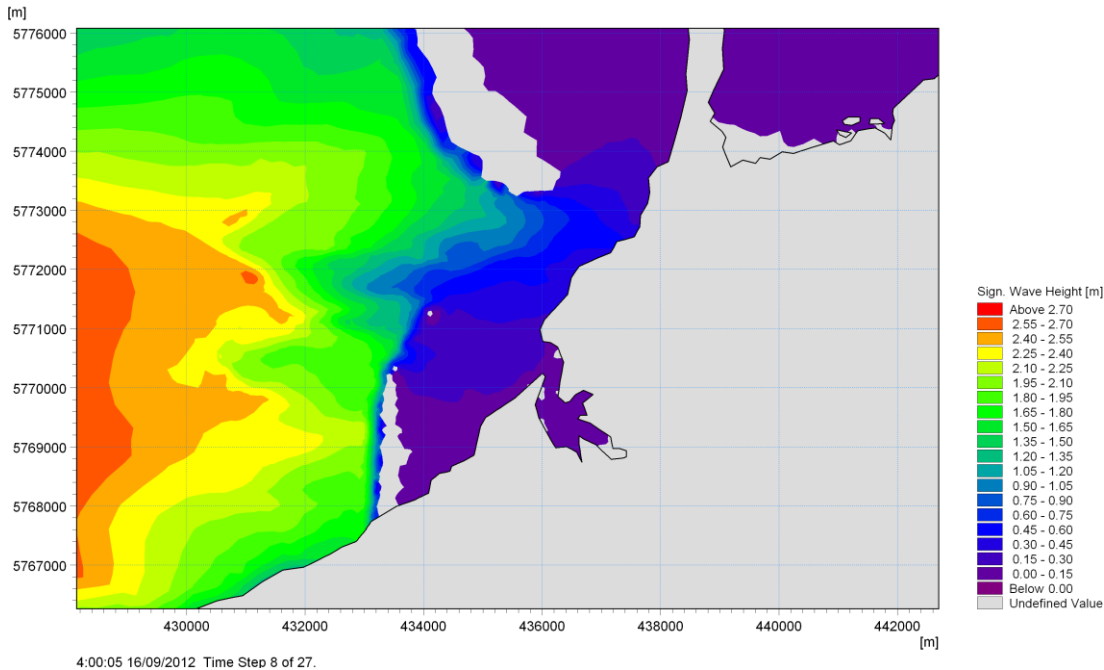 [m]
5776000
5775000
5774000
5773000
5772000
5771000
5770000
5769000
5768000
5767000
430000 432000 434000 436000 438000 440000 442000
[m]
4:00:05 16/09/2012 Time Step 8 of 27.
Sign. Wave Height [m]
Above 2.70
2.55 - 2.70
2.40 - 2.55
2.25 - 2.40
2.10 - 2.25
1.95 - 2.10
1.80 - 1.95
1.65 - 1.80
1.50 - 1.65
1.35 - 1.50
1.20 - 1.35
1.05 - 1.20
0.90 - 1.05
0.75 - 0.90
0.60 - 0.75
0.45 - 0.60
0.30 - 0.45
0.15 - 0.30
0.00 - 0.15
Below 0.00
Undefined Value